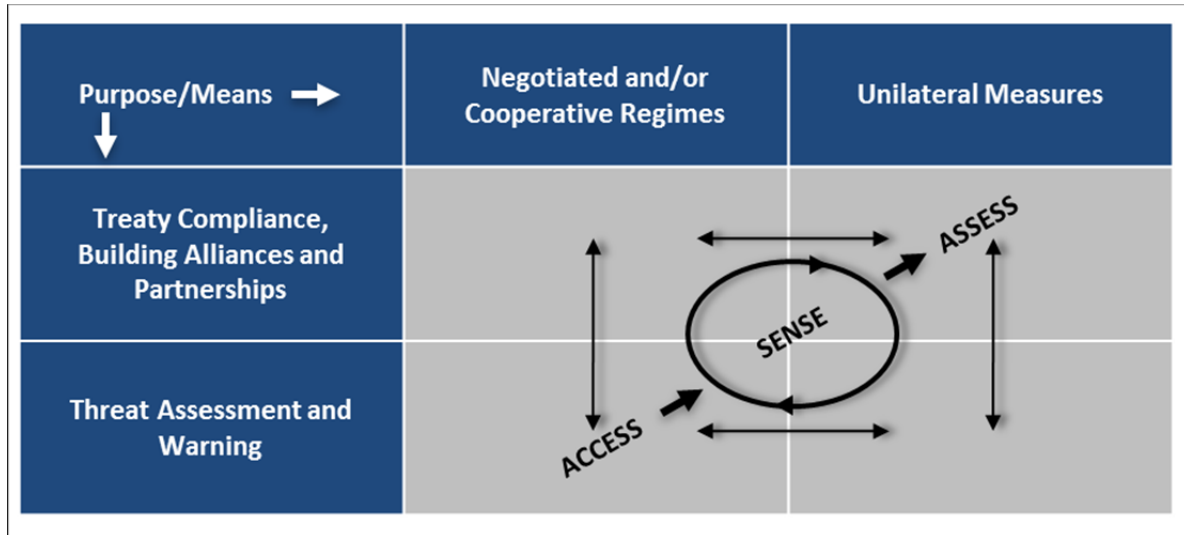 Purpose/Means
Negotiated and/or
Cooperative Regimes
Unilateral Measures
Treaty Compliance,
Building Alliances and
Partnerships
ASSESS
SENSE
Threat Assessment and
Warning
ACCESS